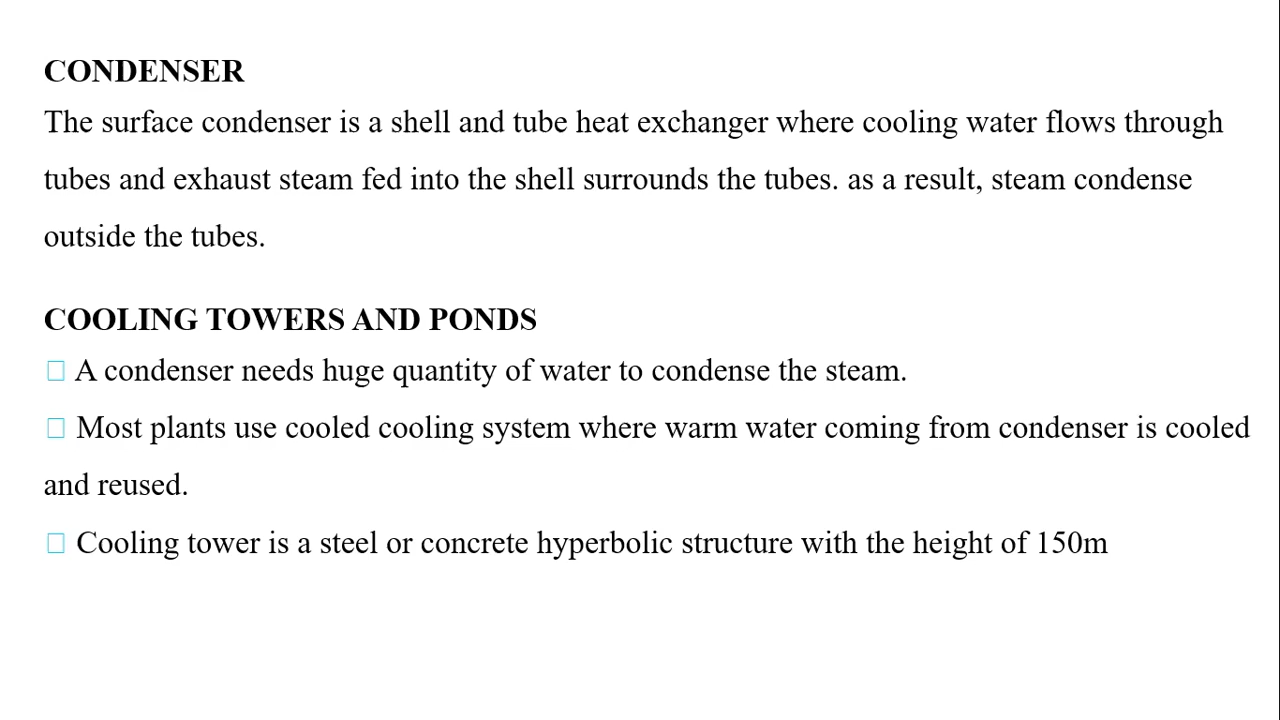 CONDENSER
The surface condenser is a shell and tube heat exchanger where cooling water flows through
tubes and exhaust steam fed into the shell surrounds the tubes. as a result, steam condense
outside the tubes.
COOLING TOWERS AND PONDS
□ A condenser needs huge quantity of water to condense the steam.
□ Most plants use cooled cooling system where warm water coming from condenser is cooled
and reused.
□ Cooling tower is a steel or concrete hyperbolic structure with the height of 150m